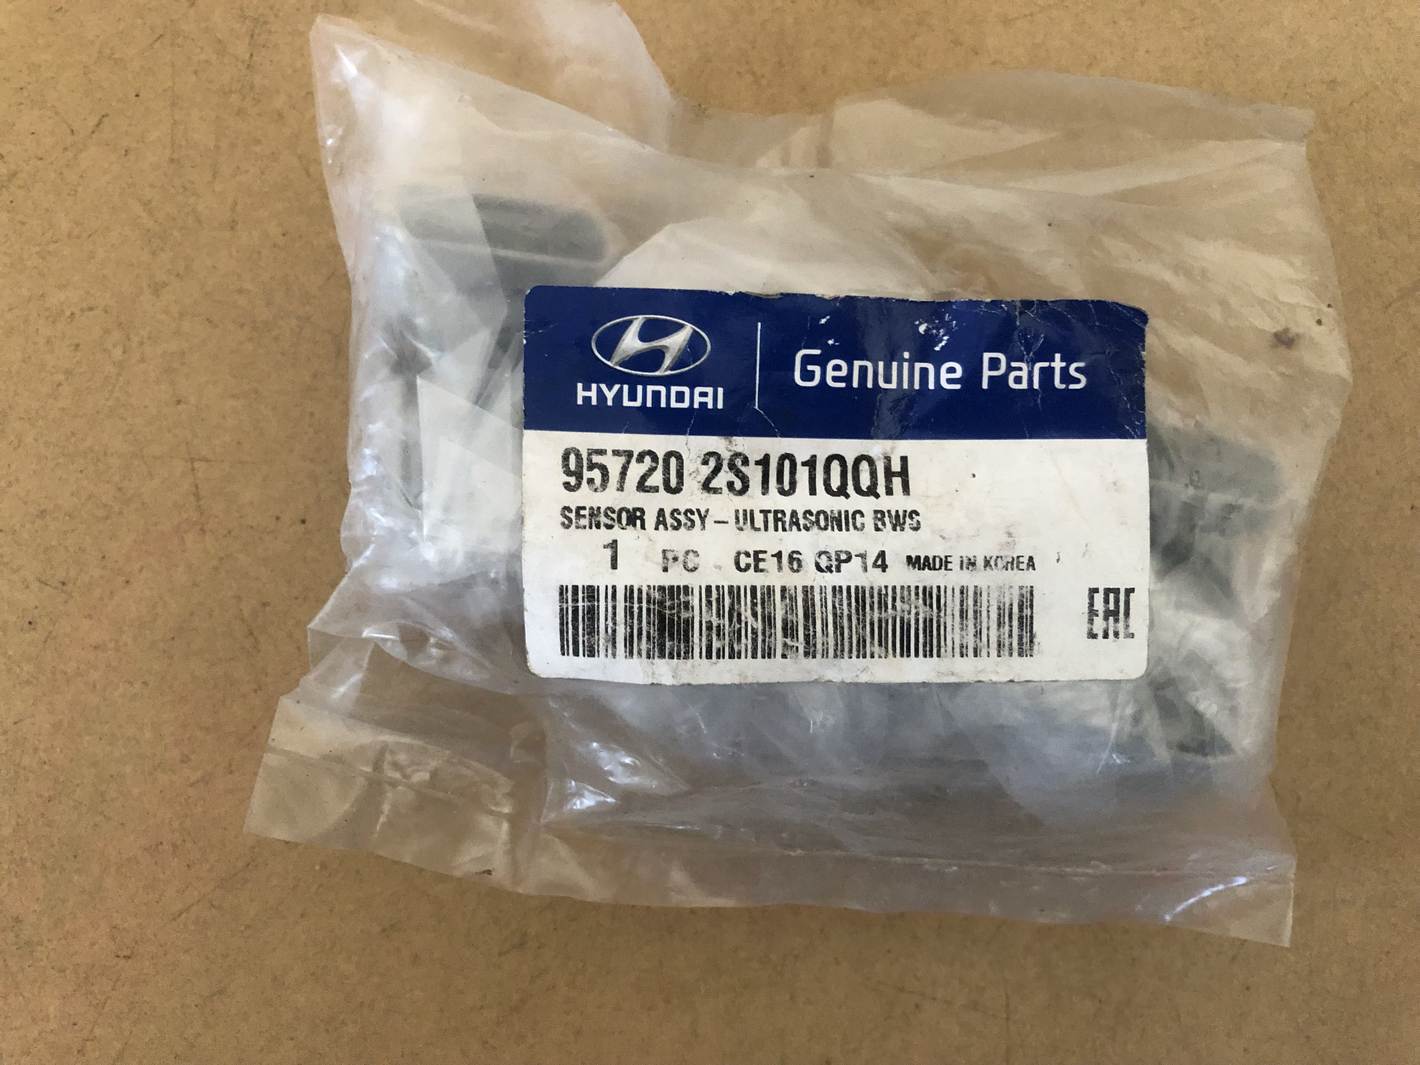 HYUNDAI
Genuine Parts
95720 2S101QQH
SENSOR ASSY-ULTRASONIC BWS
1 PC CE16 QP14 MADE IN KOREA
EAC